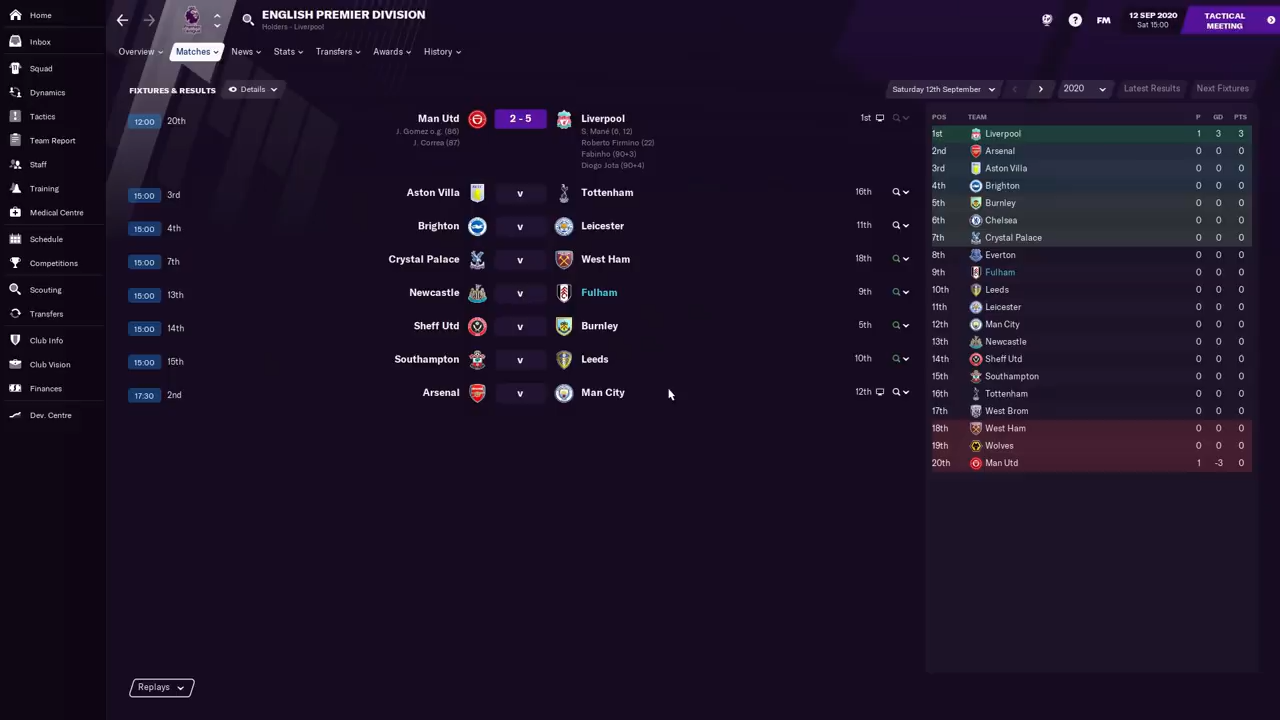 Home
Inbox
Squad
Dynamics
Tactics
Team Report
Staff
Training
Medical Centre
Schedule
Competitions
Scouting
Transfers
Club Info
Club Vision
Finances
Dev. Centre
ENGLISH PREMIER DIVISION
Holders - Liverpool
? FM 12 SEP 2020
Sat 15:00
TACTICAL
MEETING
Overview Matches News Stats Transfers Awards History
FIXTURES & RESULTS Details Saturday 12th September 2020 Latest Results Next Fixtures
12:00 20th Man Utd 2 - 5 Liverpool 1st
J. Gomez o.g. (86) S. Mané (6, 12)
J. Correa (87) Roberto Firmino (22)
Fabinho (90+3)
Diogo Jota (90+4)
15:00 3rd Aston Villa v Tottenham 16th
15:00 4th Brighton v Leicester 11th
15:00 7th Crystal Palace v West Ham 18th
15:00 13th Newcastle v Fulham 9th
15:00 14th Sheff Utd v Burnley 5th
15:00 15th Southampton v Leeds 10th
17:30 2nd Arsenal v Man City 12th
POS TEAM P GD PTS
1st Liverpool 1 3 3
2nd Arsenal 0 0 0
3rd Aston Villa 0 0 0
4th Brighton 0 0 0
5th Burnley 0 0 0
6th Chelsea 0 0 0
7th Crystal Palace 0 0 0
8th Everton 0 0 0
9th Fulham 0 0 0
10th Leeds 0 0 0
11th Leicester 0 0 0
12th Man City 0 0 0
13th Newcastle 0 0 0
14th Sheff Utd 0 0 0
15th Southampton 0 0 0
16th Tottenham 0 0 0
17th West Brom 0 0 0
18th West Ham 0 0 0
19th Wolves 0 0 0
20th Man Utd 1 -3 0
Replays